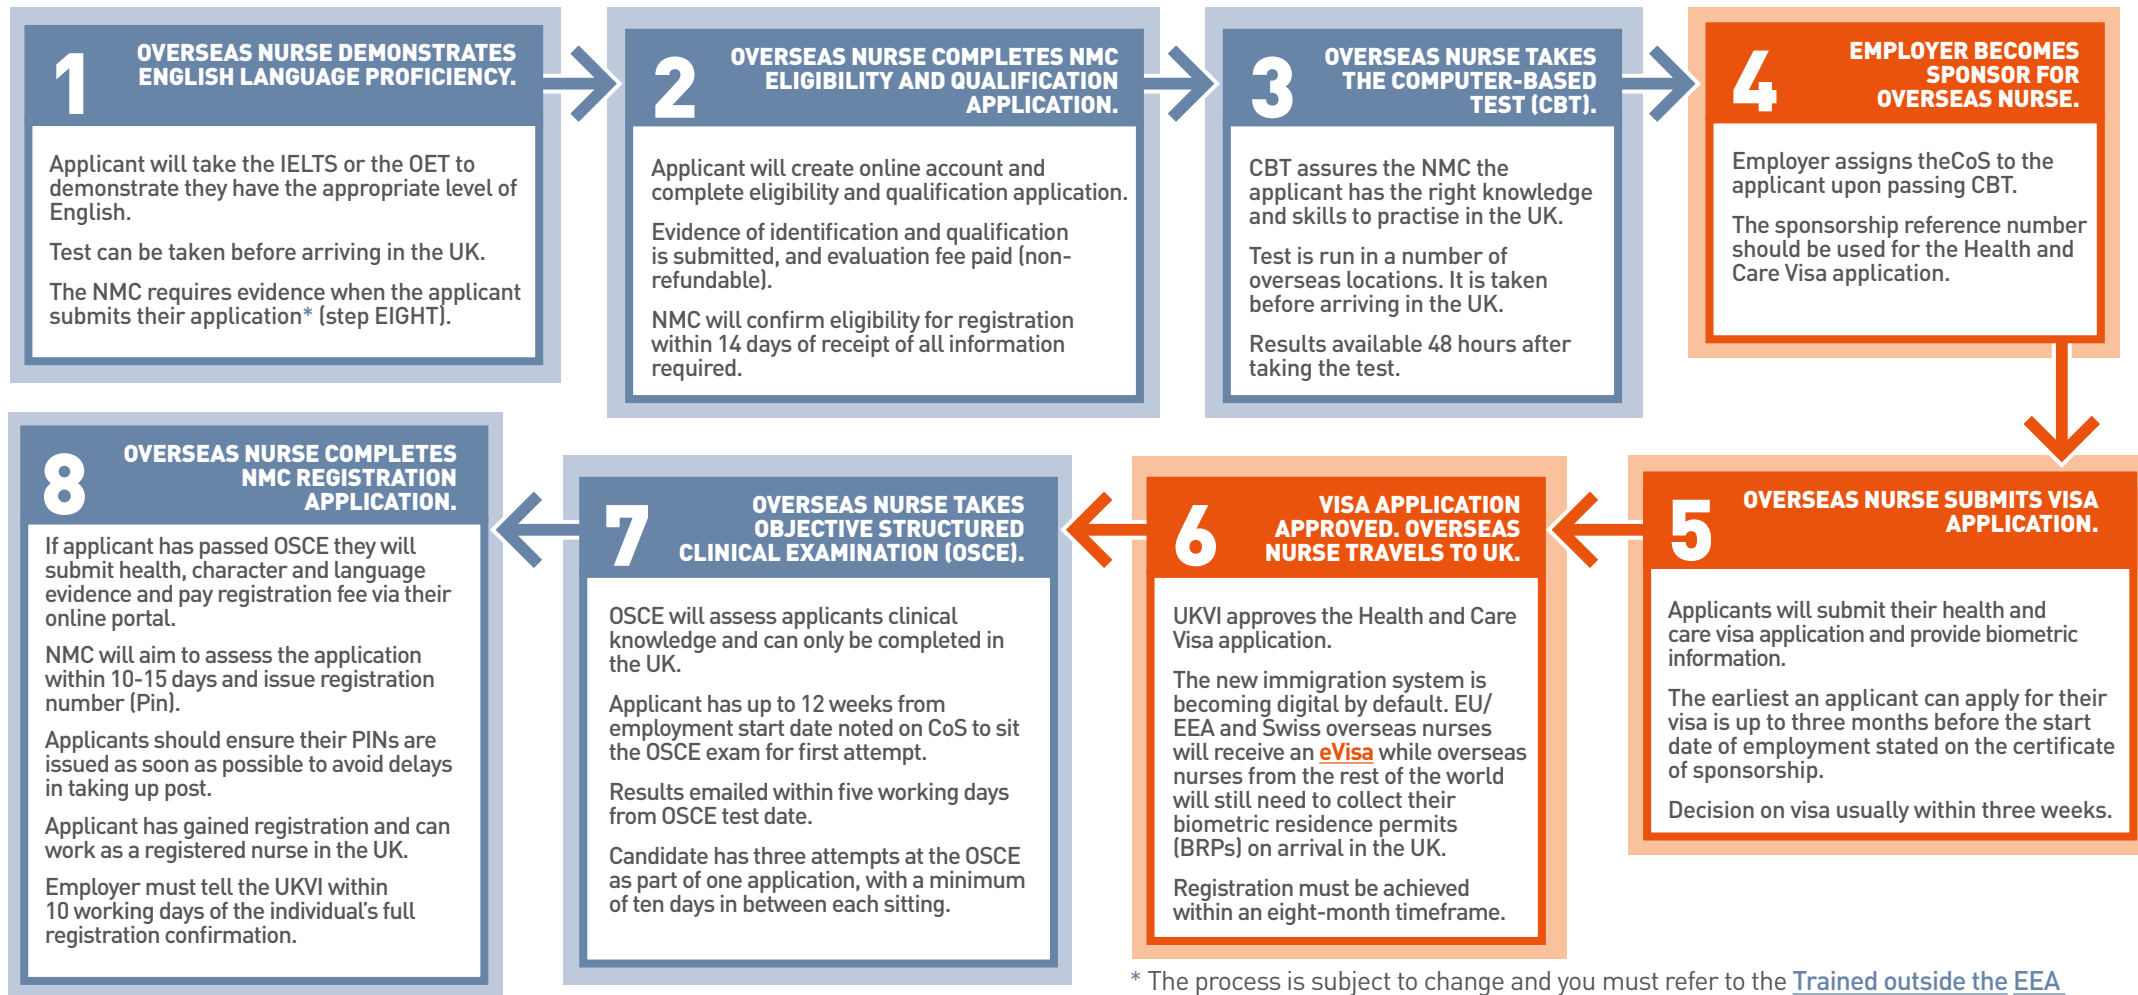 1
OVERSEAS NURSE DEMONSTRATES
ENGLISH LANGUAGE PROFICIENCY.
Applicant will take the IELTS or the OET to
demonstrate they have the appropriate level of
English.
Test can be taken before arriving in the UK.
The NMC requires evidence when the applicant
submits their application* (step EIGHT).
2
OVERSEAS NURSE COMPLETES NMC
ELIGIBILITY AND QUALIFICATION
APPLICATION.
Applicant will create online account and
complete eligibility and qualification application.
Evidence of identification and qualification
is submitted, and evaluation fee paid (non-
refundable).
NMC will confirm eligibility for registration
within 14 days of receipt of all information
required.
3
OVERSEAS NURSE TAKES
THE COMPUTER-BASED
TEST (CBT).
CBT assures the NMC the
applicant has the right knowledge
and skills to practise in the UK.
Test is run in a number of
overseas locations. It is taken
before arriving in the UK.
Results available 48 hours after
taking the test.
4
EMPLOYER BECOMES
SPONSOR FOR
OVERSEAS NURSE.
Employer assigns theCoS to the
applicant upon passing CBT.
The sponsorship reference number
should be used for the Health and
Care Visa application.
5
OVERSEAS NURSE SUBMITS VISA
APPLICATION.
Applicants will submit their health and
care visa application and provide biometric
information.
The earliest an applicant can apply for their
visa is up to three months before the start
date of employment stated on the certificate
of sponsorship.
Decision on visa usually within three weeks.
6
VISA APPLICATION
APPROVED. OVERSEAS
NURSE TRAVELS TO UK.
UKVI approves the Health and Care
Visa application.
The new immigration system is
becoming digital by default. EU/
EEA and Swiss overseas nurses
will receive an eVisa while overseas
nurses from the rest of the world
will still need to collect their
biometric residence permits
(BRPs) on arrival in the UK.
Registration must be achieved
within an eight-month timeframe.
7
OVERSEAS NURSE TAKES
OBJECTIVE STRUCTURED
CLINICAL EXAMINATION (OSCE).
OSCE will assess applicants clinical
knowledge and can only be completed in
the UK.
Applicant has up to 12 weeks from
employment start date noted on CoS to sit
the OSCE exam for first attempt.
Results emailed within five working days
from OSCE test date.
Candidate has three attempts at the OSCE
as part of one application, with a minimum
of ten days in between each sitting.
8
OVERSEAS NURSE COMPLETES
NMC REGISTRATION
APPLICATION.
If applicant has passed OSCE they will
submit health, character and language
evidence and pay registration fee via their
online portal.
NMC will aim to assess the application
within 10-15 days and issue registration
number (Pin).
Applicants should ensure their PINs are
issued as soon as possible to avoid delays
in taking up post.
Applicant has gained registration and can
work as a registered nurse in the UK.
Employer must tell the UKVI within
10 working days of the individual's full
registration confirmation.
* The process is subject to change and you must refer to the Trained outside the EEA